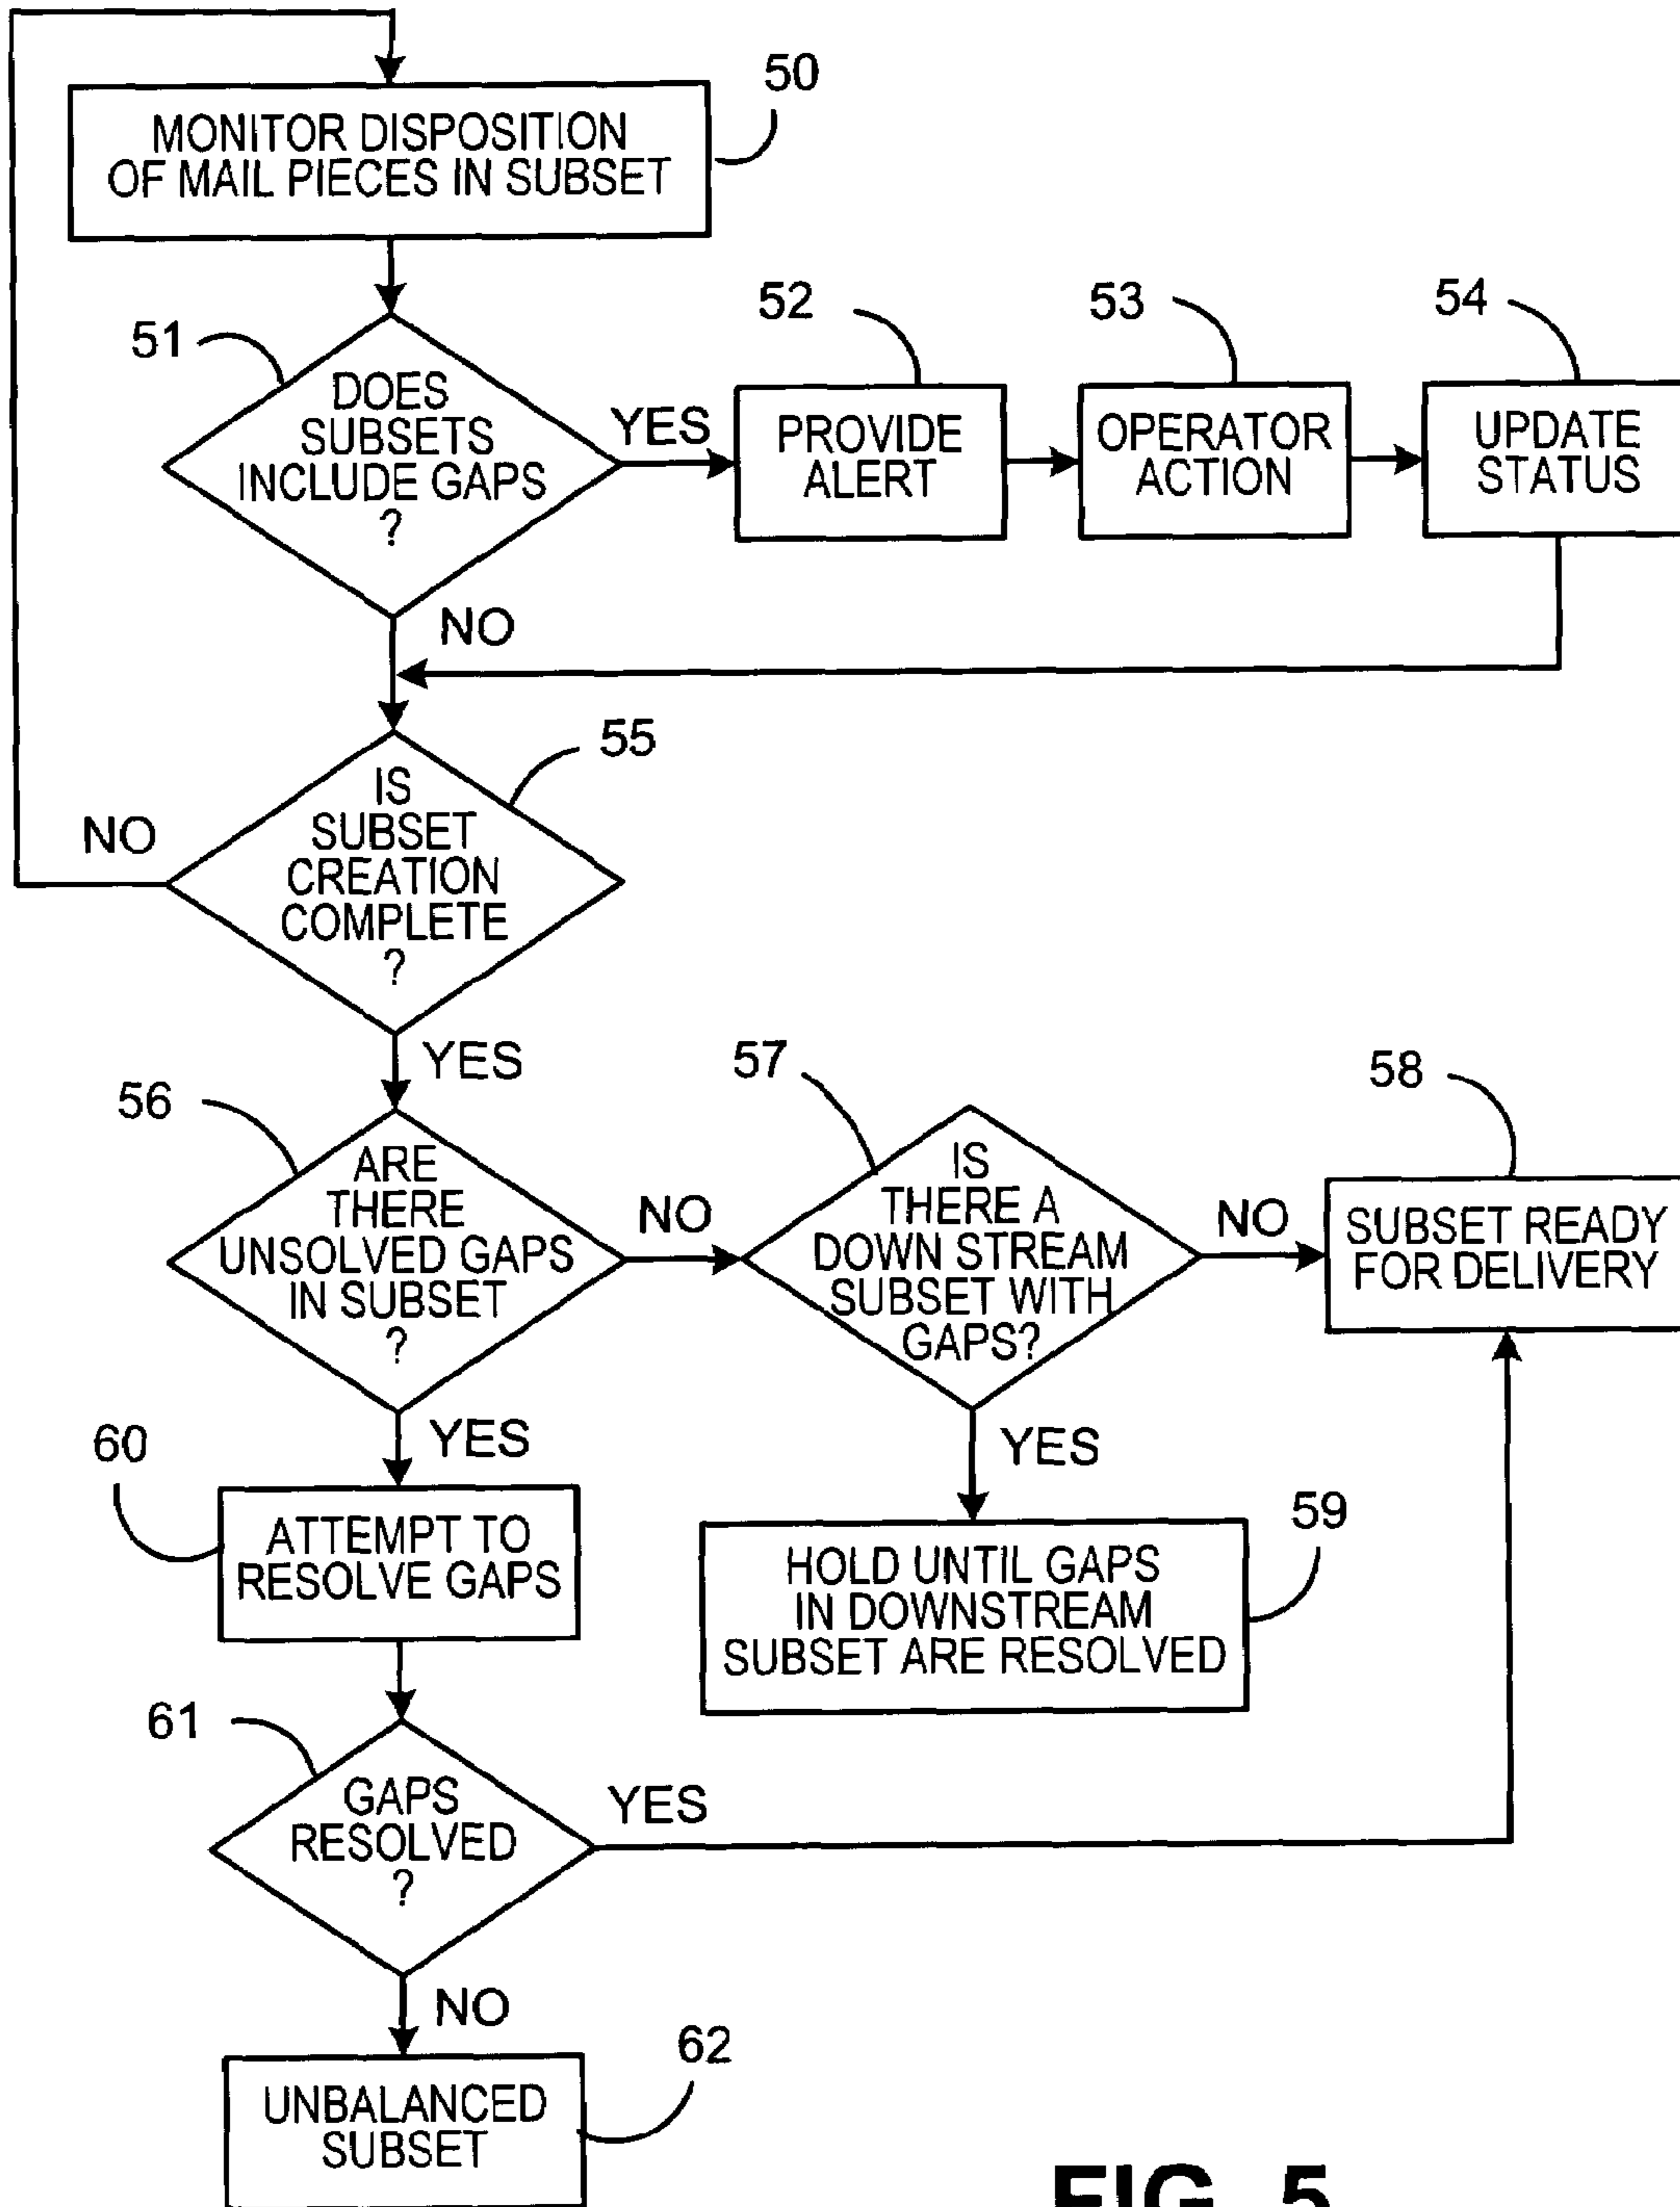 50
MONITOR DISPOSITION
OF MAIL PIECES IN SUBSET
51
DOES
SUBSETS
INCLUDE GAPS
?
YES
52
PROVIDE
ALERT
53
OPERATOR
ACTION
54
UPDATE
STATUS
NO
55
IS
SUBSET
CREATION
COMPLETE
?
NO
YES
56
ARE
THERE
UNSOLVED GAPS
IN SUBSET
?
NO
57
IS
THERE A
DOWN STREAM
SUBSET WITH
GAPS?
NO
58
SUBSET READY
FOR DELIVERY
YES
60
ATTEMPT TO
RESOLVE GAPS
YES
59
HOLD UNTIL GAPS
IN DOWNSTREAM
SUBSET ARE RESOLVED
61
GAPS
RESOLVED
?
YES
NO
62
UNBALANCED
SUBSET
FIG. 5